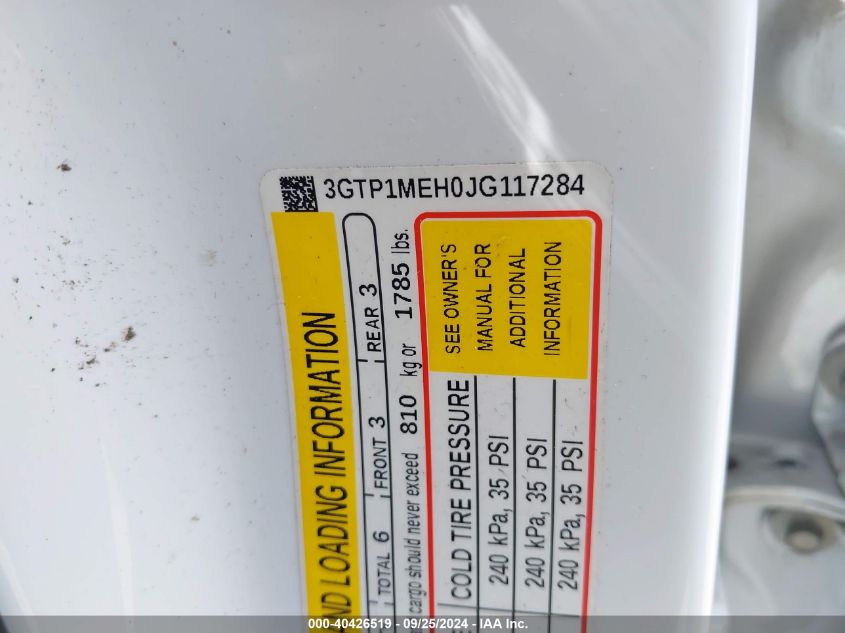 3GTP1MEH0JG117284
AND LOADING INFORMATION
TOTAL 6 FRONT 3 REAR 3
cargo should never exceed 810 kg or 1785 lbs.
COLD TIRE PRESSURE
240 kPa, 35 PSI
240 kPa, 35 PSI
240 kPa, 35 PSI
SEE OWNER'S
MANUAL FOR
ADDITIONAL
INFORMATION
000-40426519 - 09/25/2024 - IAA Inc.